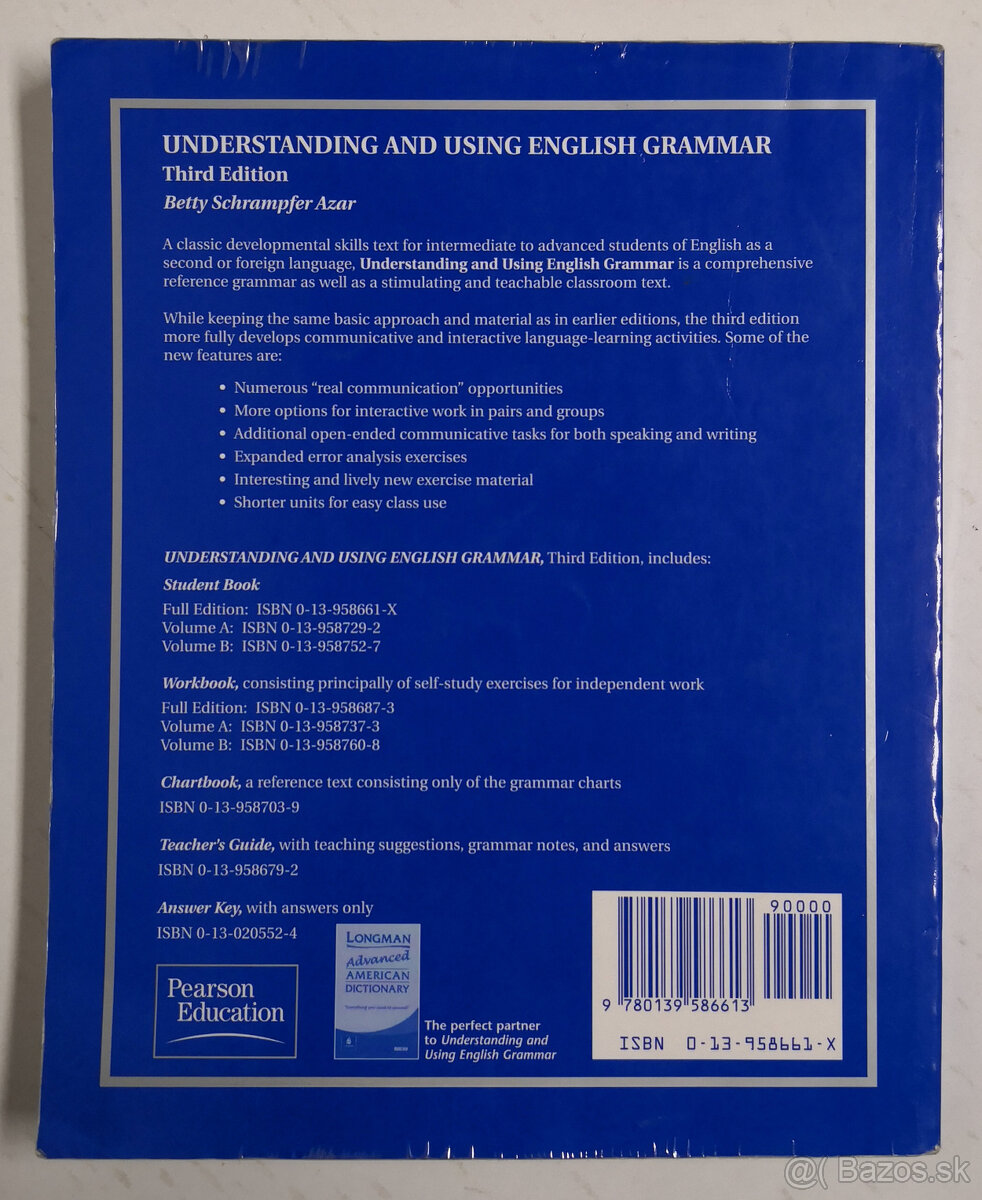 UNDERSTANDING AND USING ENGLISH GRAMMAR
Third Edition
Betty Schrampfer Azar
A classic developmental skills text for intermediate to advanced students of English as a
second or foreign language, Understanding and Using English Grammar is a comprehensive
reference grammar as well as a stimulating and teachable classroom text.
While keeping the same basic approach and material as in earlier editions, the third edition
more fully develops communicative and interactive language-learning activities. Some of the
new features are:
• Numerous “real communication” opportunities
• More options for interactive work in pairs and groups
• Additional open-ended communicative tasks for both speaking and writing
• Expanded error analysis exercises
• Interesting and lively new exercise material
• Shorter units for easy class use
UNDERSTANDING AND USING ENGLISH GRAMMAR, Third Edition, includes:
Student Book
Full Edition: ISBN 0-13-958661-X
Volume A: ISBN 0-13-958729-2
Volume B: ISBN 0-13-958752-7
Workbook, consisting principally of self-study exercises for independent work
Full Edition: ISBN 0-13-958687-3
Volume A: ISBN 0-13-958737-3
Volume B: ISBN 0-13-958760-8
Chartbook, a reference text consisting only of the grammar charts
ISBN 0-13-958703-9
Teacher's Guide, with teaching suggestions, grammar notes, and answers
ISBN 0-13-958679-2
Answer Key, with answers only
ISBN 0-13-020552-4
Pearson
Education
LONGMAN
Advanced
AMERICAN
DICTIONARY
The perfect partner
to Understanding and
Using English Grammar
90000
9 780139 586613
ISBN 0-13-958661-X
@( Bazos.sk